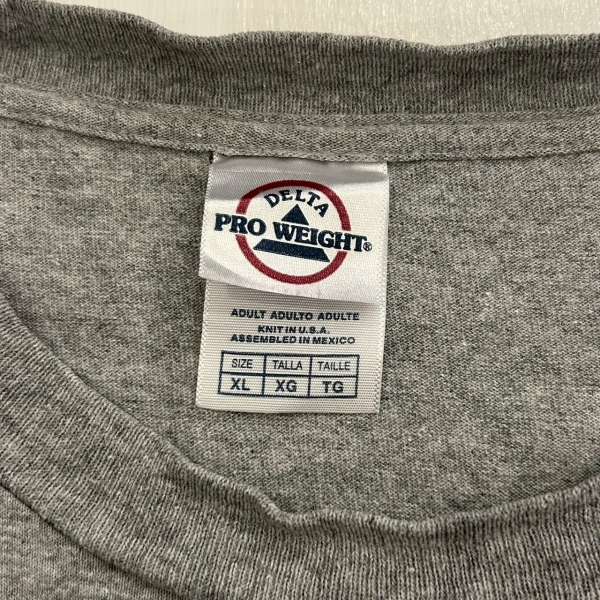 DELTA
PRO WEIGHT®
ADULT ADULTO ADULTE
KNIT IN U.S.A.
ASSEMBLED IN MEXICO
SIZE TALLA TAILLE
XL XG TG